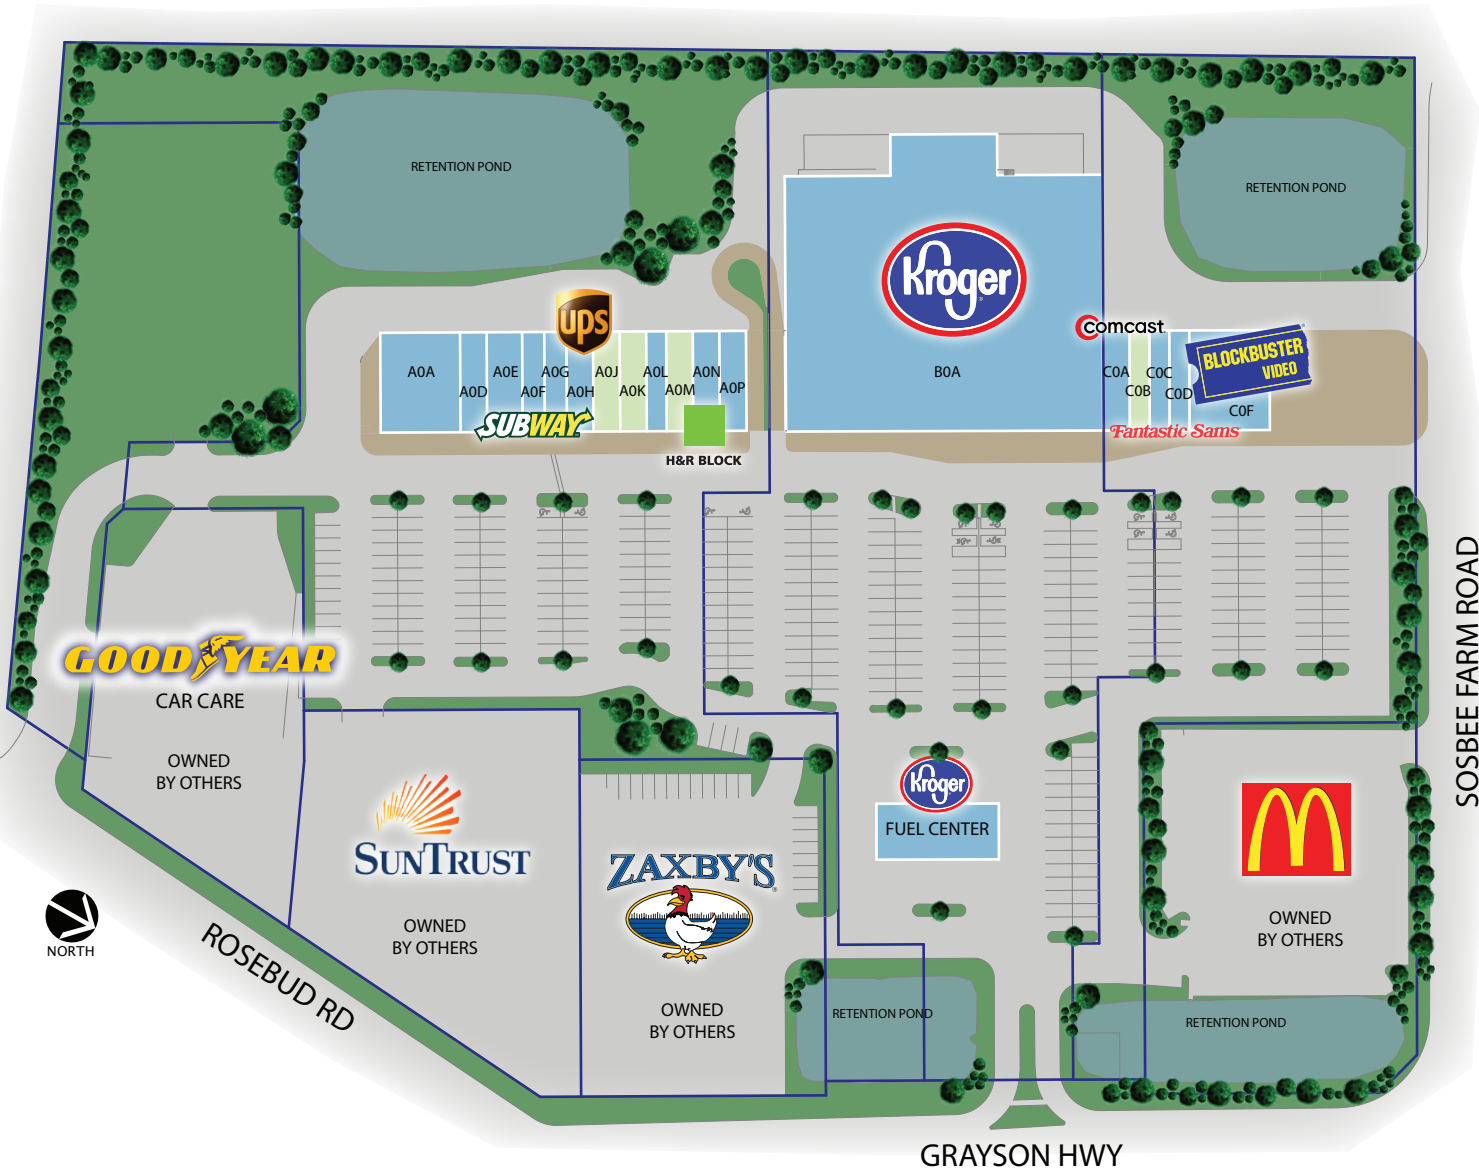 RETENTION POND
RETENTION POND
Kroger
ups
comcast
BLOCKBUSTER
VIDEO
A0A
A0D
A0E
A0F
A0G
A0H
A0J
A0K
A0L
A0M
A0N
A0P
B0A
C0A
C0B
C0C
C0D
C0F
SUBWAY
H&R BLOCK
Fantastic Sams
GOODYEAR
CAR CARE
OWNED
BY OTHERS
SUNTRUST
OWNED
BY OTHERS
ZAXBY'S
OWNED
BY OTHERS
Kroger
FUEL CENTER
OWNED
BY OTHERS
RETENTION POND
RETENTION POND
NORTH
ROSEBUD RD
SOSBEE FARM ROAD
GRAYSON HWY